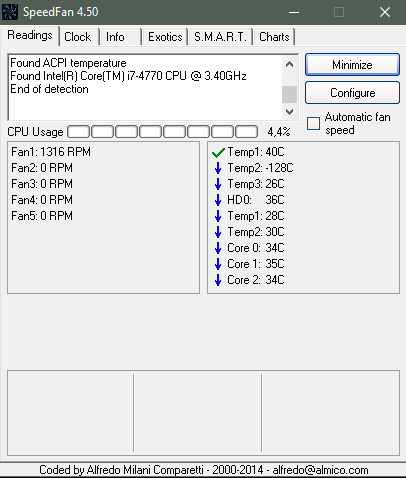 SpeedFan 4.50
Readings Clock Info Exotics S.M.A.R.T. Charts
Found ACPI temperature
Found Intel(R) Core(TM) i7-4770 CPU @ 3.40GHz
End of detection
Minimize
Configure
Automatic fan
speed
CPU Usage 4,4%
Fan1: 1316 RPM
Fan2: 0 RPM
Fan3: 0 RPM
Fan4: 0 RPM
Fan5: 0 RPM
Temp1: 40C
Temp2: -128C
Temp3: 26C
HD0: 36C
Temp1: 28C
Temp2: 30C
Core 0: 34C
Core 1: 35C
Core 2: 34C
Coded by Alfredo Milani Comparetti - 2000-2014 - alfredo@almico.com